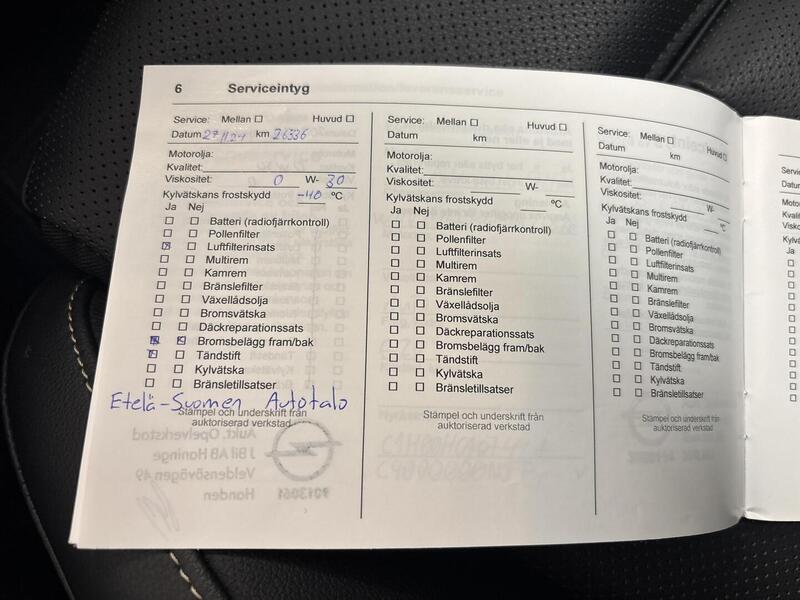 6 Serviceintyg
Service: Mellan ☐ Huvud ☐
Datum 27.11.24 km 26336
Motorolja:
Kvalitet:
Viskositet: 0 W- 30
Kylvätskans frostskydd -40 °C
Ja Nej
Batteri (radiofjärrkontroll)
Pollenfilter
Luftfilterinsats
Multirem
Kamrem
Bränslefilter
Växellådsolja
Bromsvätska
Däckreparationssats
Bromsbelägg fram/bak
Tändstift
Kylvätska
Bränsletillsatser
Etelä-Suomen Autotalo
Stämpel och underskrift från
auktoriserad verkstad
Service: Mellan ☐ Huvud ☐
Datum km
Motorolja:
Kvalitet:
Viskositet: W-
Kylvätskans frostskydd °C
Ja Nej
Batteri (radiofjärrkontroll)
Pollenfilter
Luftfilterinsats
Multirem
Kamrem
Bränslefilter
Växellådsolja
Bromsvätska
Däckreparationssats
Bromsbelägg fram/bak
Tändstift
Kylvätska
Bränsletillsatser
Stämpel och underskrift från
auktoriserad verkstad
Service: Mellan ☐ Huvud ☐
Datum km
Motorolja:
Kvalitet:
Viskositet: W-
Kylvätskans frostskydd °C
Ja Nej
Batteri (radiofjärrkontroll)
Pollenfilter
Luftfilterinsats
Multirem
Kamrem
Bränslefilter
Växellådsolja
Bromsvätska
Däckreparationssats
Bromsbelägg fram/bak
Tändstift
Kylvätska
Bränsletillsatser
Stämpel och underskrift från
auktoriserad verkstad
Ja